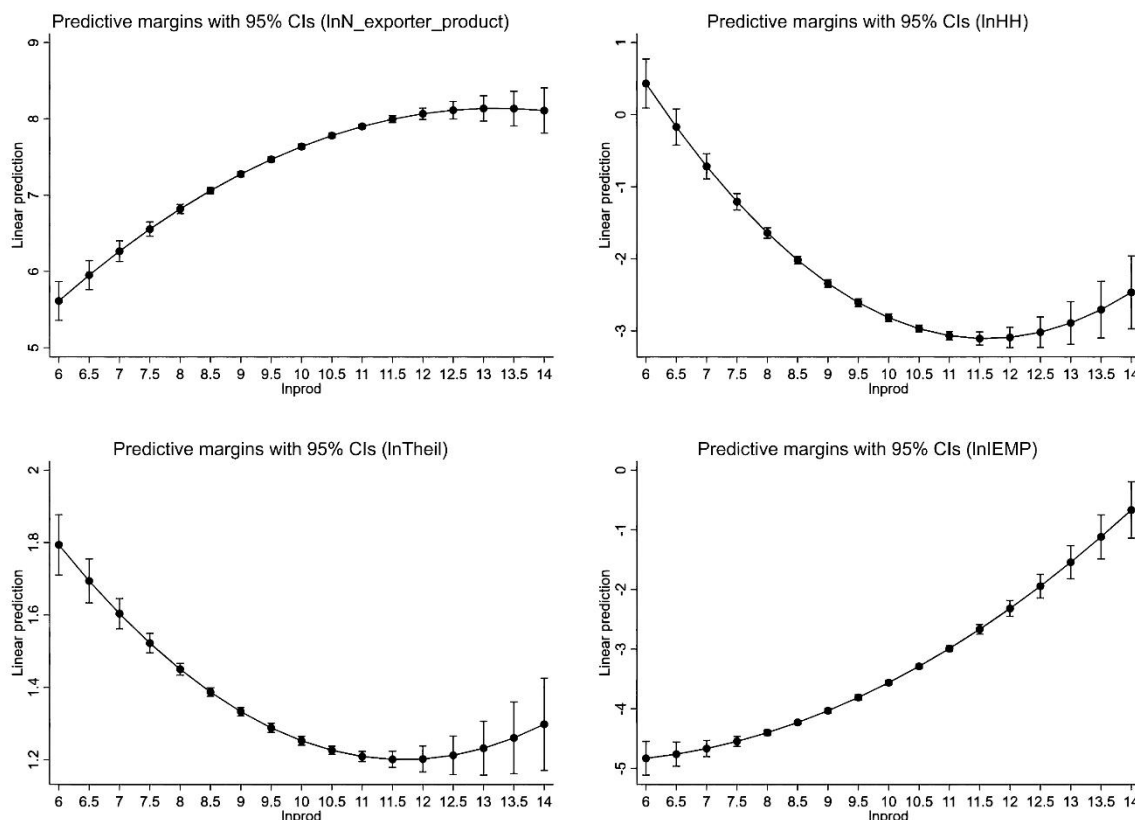 Predictive margins with 95% CIs (lnN_exporter_product)
9
8
7
6
5
Linear prediction
6 6.5 7 7.5 8 8.5 9 9.5 10 10.5 11 11.5 12 12.5 13 13.5 14
lnprod
Predictive margins with 95% CIs (lnHH)
1
0
-1
-2
-3
Linear prediction
6 6.5 7 7.5 8 8.5 9 9.5 10 10.5 11 11.5 12 12.5 13 13.5 14
lnprod
Predictive margins with 95% CIs (lnTheil)
2
1.8
1.6
1.4
1.2
Linear prediction
6 6.5 7 7.5 8 8.5 9 9.5 10 10.5 11 11.5 12 12.5 13 13.5 14
lnprod
Predictive margins with 95% CIs (lnIEMP)
0
-1
-2
-3
-4
-5
Linear prediction
6 6.5 7 7.5 8 8.5 9 9.5 10 10.5 11 11.5 12 12.5 13 13.5 14
lnprod